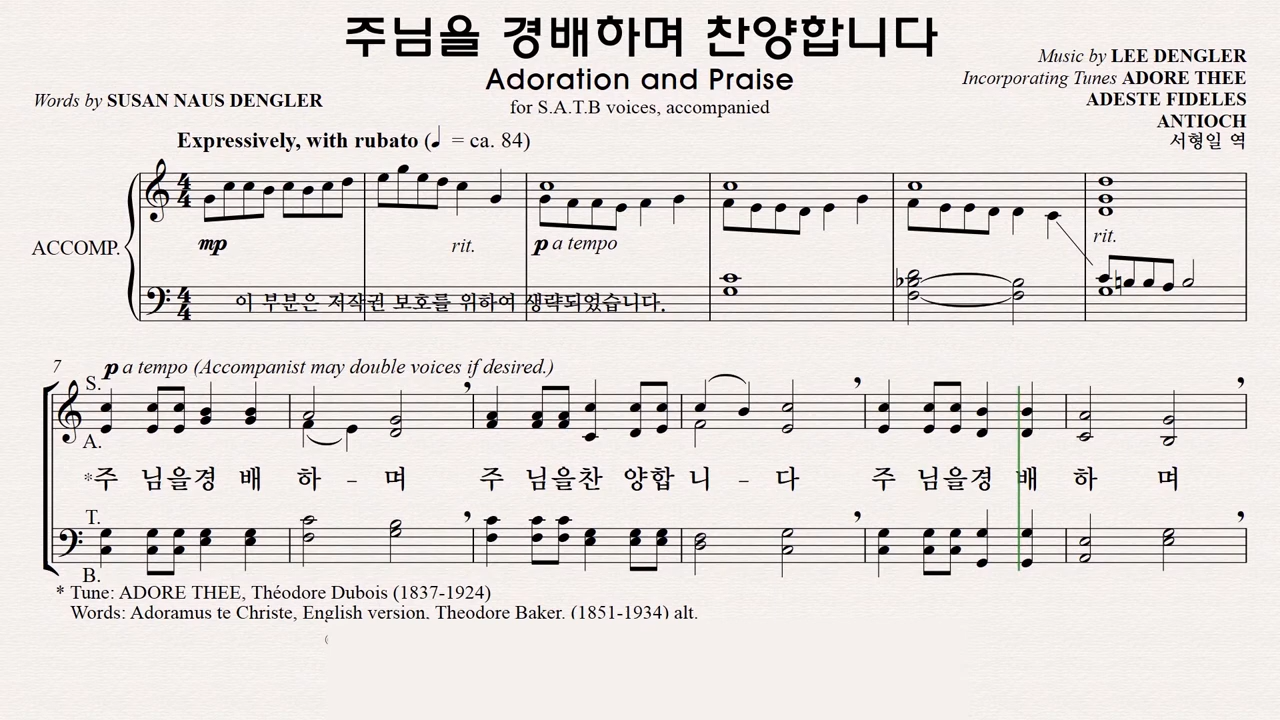 주님을 경배하며 찬양합니다
Adoration and Praise
for S.A.T.B voices, accompanied
Words by SUSAN NAUS DENGLER
Music by LEE DENGLER
Incorporating Tunes ADORE THEE
ADESTE FIDELES
ANTIOCH
서형일 역
Expressively, with rubato (♩ = ca. 84)
ACCOMP.
mp rit. p a tempo rit.
이 부분은 저작권 보호를 위하여 생략되었습니다.
7 p a tempo (Accompanist may double voices if desired.)
S.
A.
*주 님을경 배 하 – 며 주 님을찬 양합 니 – 다 주 님을경 배 하 며
T.
B.
* Tune: ADORE THEE, Théodore Dubois (1837-1924)
Words: Adoramus te Christe, English version, Theodore Baker, (1851-1934) alt.